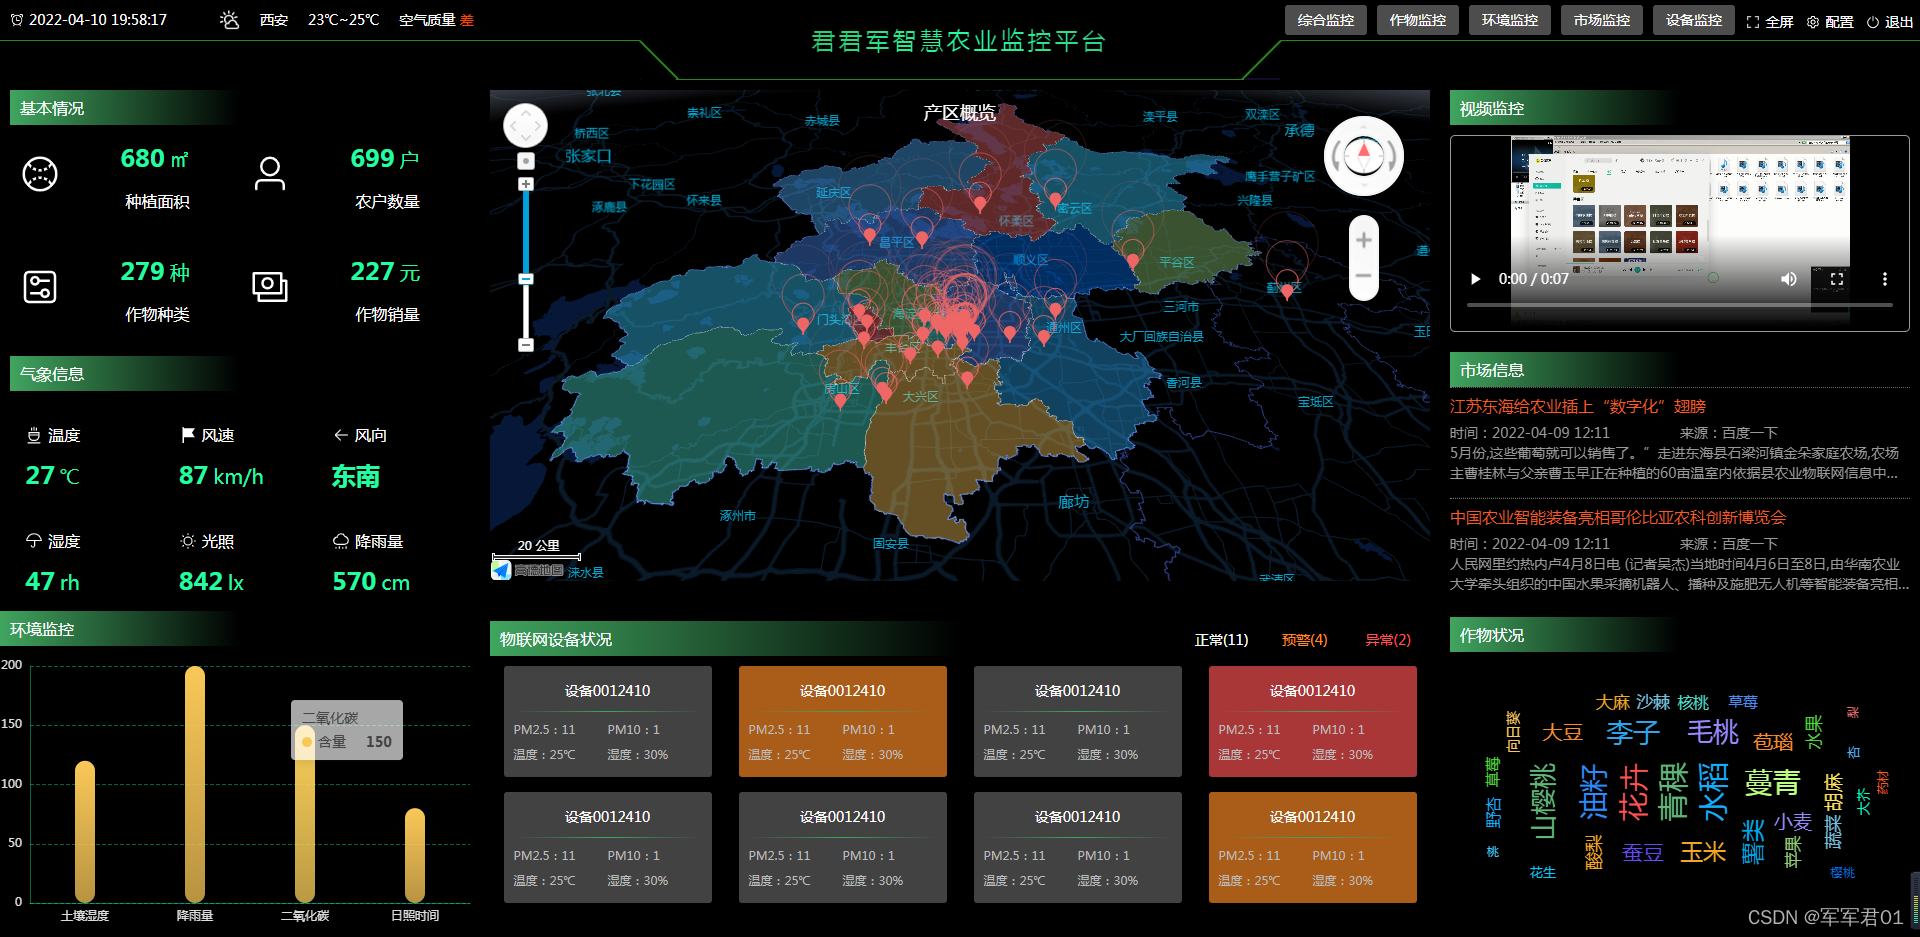 2022-04-10 19:58:17 西安 23℃~25℃ 空气质量 差
君君军智慧农业监控平台
综合监控 作物监控 环境监控 市场监控 设备监控 全屏 配置 退出
基本情况
680 ㎡
种植面积
699 户
农户数量
279 种
作物种类
227 元
作物销量
气象信息
温度 风速 风向
27 ℃ 87 km/h 东南
湿度 光照 降雨量
47 rh 842 lx 570 cm
环境监控
200
150
100
50
0
二氧化碳
含量 150
土壤湿度 降雨量 二氧化碳 日照时间
产区概览
张北县
崇礼区
赤城县
滦平县
双滦区
承德
桥西区
张家口
下花园区
怀来县
涿鹿县
鹰手营子矿区
兴隆县
延庆区
怀柔区
密云区
昌平区
顺义区
平谷区
门头沟区
通州区
三河市
大厂回族自治县
香河县
宝坻区
房山区
大兴区
涿州市
廊坊
固安县
涞水县
武清区
20 公里
高德地图
物联网设备状况
正常(11) 预警(4) 异常(2)
设备0012410 设备0012410 设备0012410 设备0012410
PM2.5 : 11 PM10 : 1 PM2.5 : 11 PM10 : 1 PM2.5 : 11 PM10 : 1 PM2.5 : 11 PM10 : 1
温度 : 25℃ 湿度 : 30% 温度 : 25℃ 湿度 : 30% 温度 : 25℃ 湿度 : 30% 温度 : 25℃ 湿度 : 30%
设备0012410 设备0012410 设备0012410 设备0012410
PM2.5 : 11 PM10 : 1 PM2.5 : 11 PM10 : 1 PM2.5 : 11 PM10 : 1 PM2.5 : 11 PM10 : 1
温度 : 25℃ 湿度 : 30% 温度 : 25℃ 湿度 : 30% 温度 : 25℃ 湿度 : 30% 温度 : 25℃ 湿度 : 30%
视频监控
0:00 / 0:07
市场信息
江苏东海给农业插上“数字化”翅膀
时间：2022-04-09 12:11 来源：百度一下
5月份,这些葡萄就可以销售了。”走进东海县石梁河镇金朵家庭农场,农场
主曹桂林与父亲曹玉早正在种植的60亩温室内依据县农业物联网信息中...
中国农业智能装备亮相哥伦比亚农科创新博览会
时间：2022-04-09 12:11 来源：百度一下
人民网里约热内卢4月8日电 (记者吴杰)当地时间4月6日至8日,由华南农业
大学牵头组织的中国水果采摘机器人、播种及施肥无人机等智能装备亮相...
作物状况
大麻 沙棘 核桃 草莓 梨
向日葵 大豆 李子 毛桃 苞瑙 水果 杏
草莓 山樱桃 油籽 花卉 青稞 水稻 蔓青 胡麻 大芥 药材
野杏 小麦 蔬菜
桃 酸梨 蚕豆 玉米 薯类 苹果
花生 樱桃
CSDN @军军君01